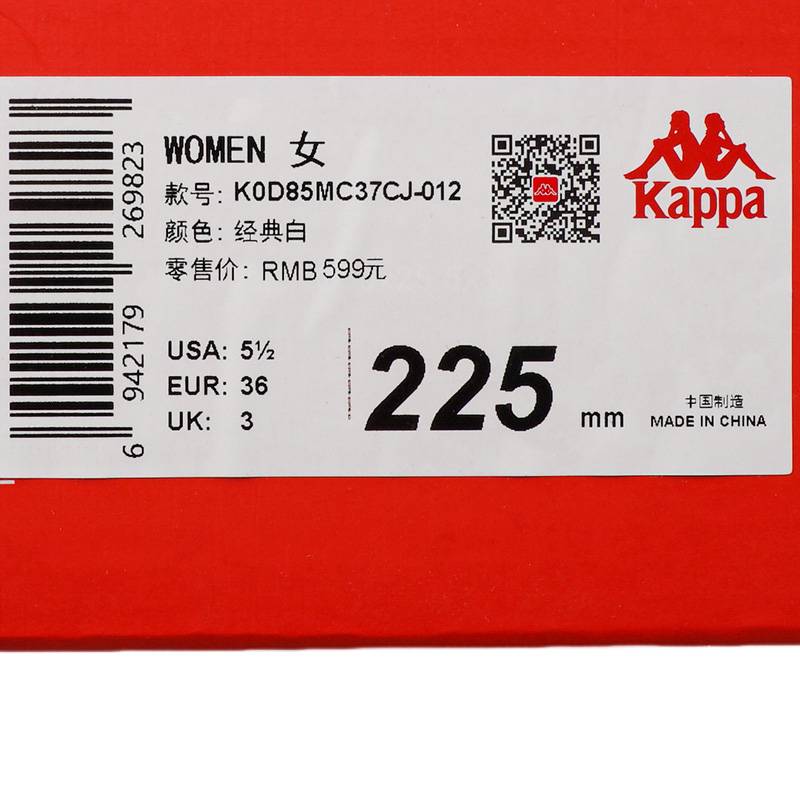 WOMEN 女
款号: K0D85MC37CJ-012
颜色: 经典白
零售价: RMB 599元
Kappa
6 942179 269823
USA: 5½
EUR: 36
UK: 3
225 mm
中国制造
MADE IN CHINA